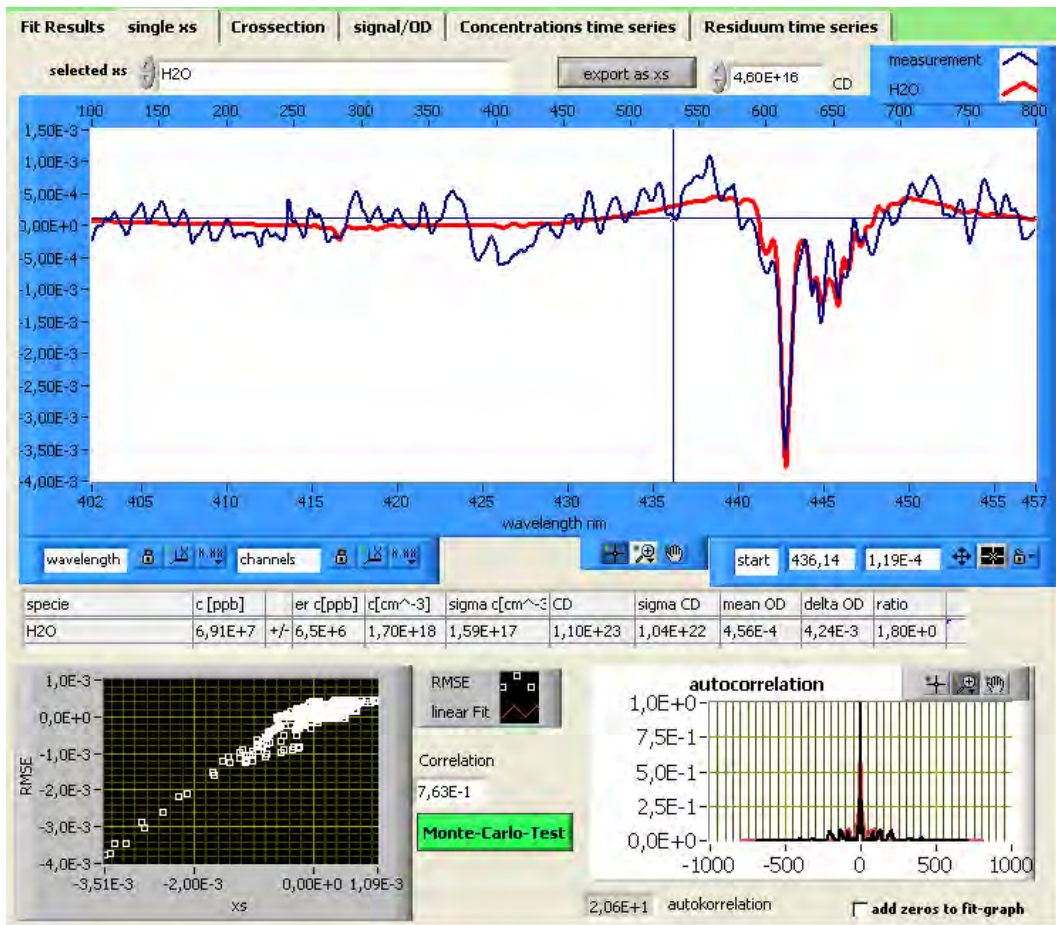 Fit Results single xs Crossection signal/OD Concentrations time series Residuum time series
selected xs H2O export as xs 4,60E+16 CD
measurement
H2O
100 150 200 250 300 350 400 450 500 550 600 650 700 750 800
1,50E-3
1,00E-3
5,00E-4
0,00E+0
-5,00E-4
-1,00E-3
-1,50E-3
-2,00E-3
-2,50E-3
-3,00E-3
-3,50E-3
-4,00E-3
402 405 410 415 420 425 430 435 440 445 450 455 457
wavelength nm
wavelength channels start 436,14 1,19E-4
specie c [ppb] er c[ppb] c[cm^-3] sigma c[cm^-3 CD sigma CD mean OD delta OD ratio
H2O 6,91E+7 +/- 6,5E+6 1,70E+18 1,59E+17 1,10E+23 1,04E+22 4,56E-4 4,24E-3 1,80E+0
RMSE
1,0E-3
0,0E+0
-1,0E-3
-2,0E-3
-3,0E-3
-4,0E-3
-3,51E-3 -2,00E-3 0,00E+0 1,09E-3
xs
RMSE
linear Fit
Correlation
7,63E-1
Monte-Carlo-Test
autocorrelation
1,0E+0
7,5E-1
5,0E-1
2,5E-1
0,0E+0
-1000 -500 0 500 1000
2,06E+1 autokorrelation add zeros to fit-graph